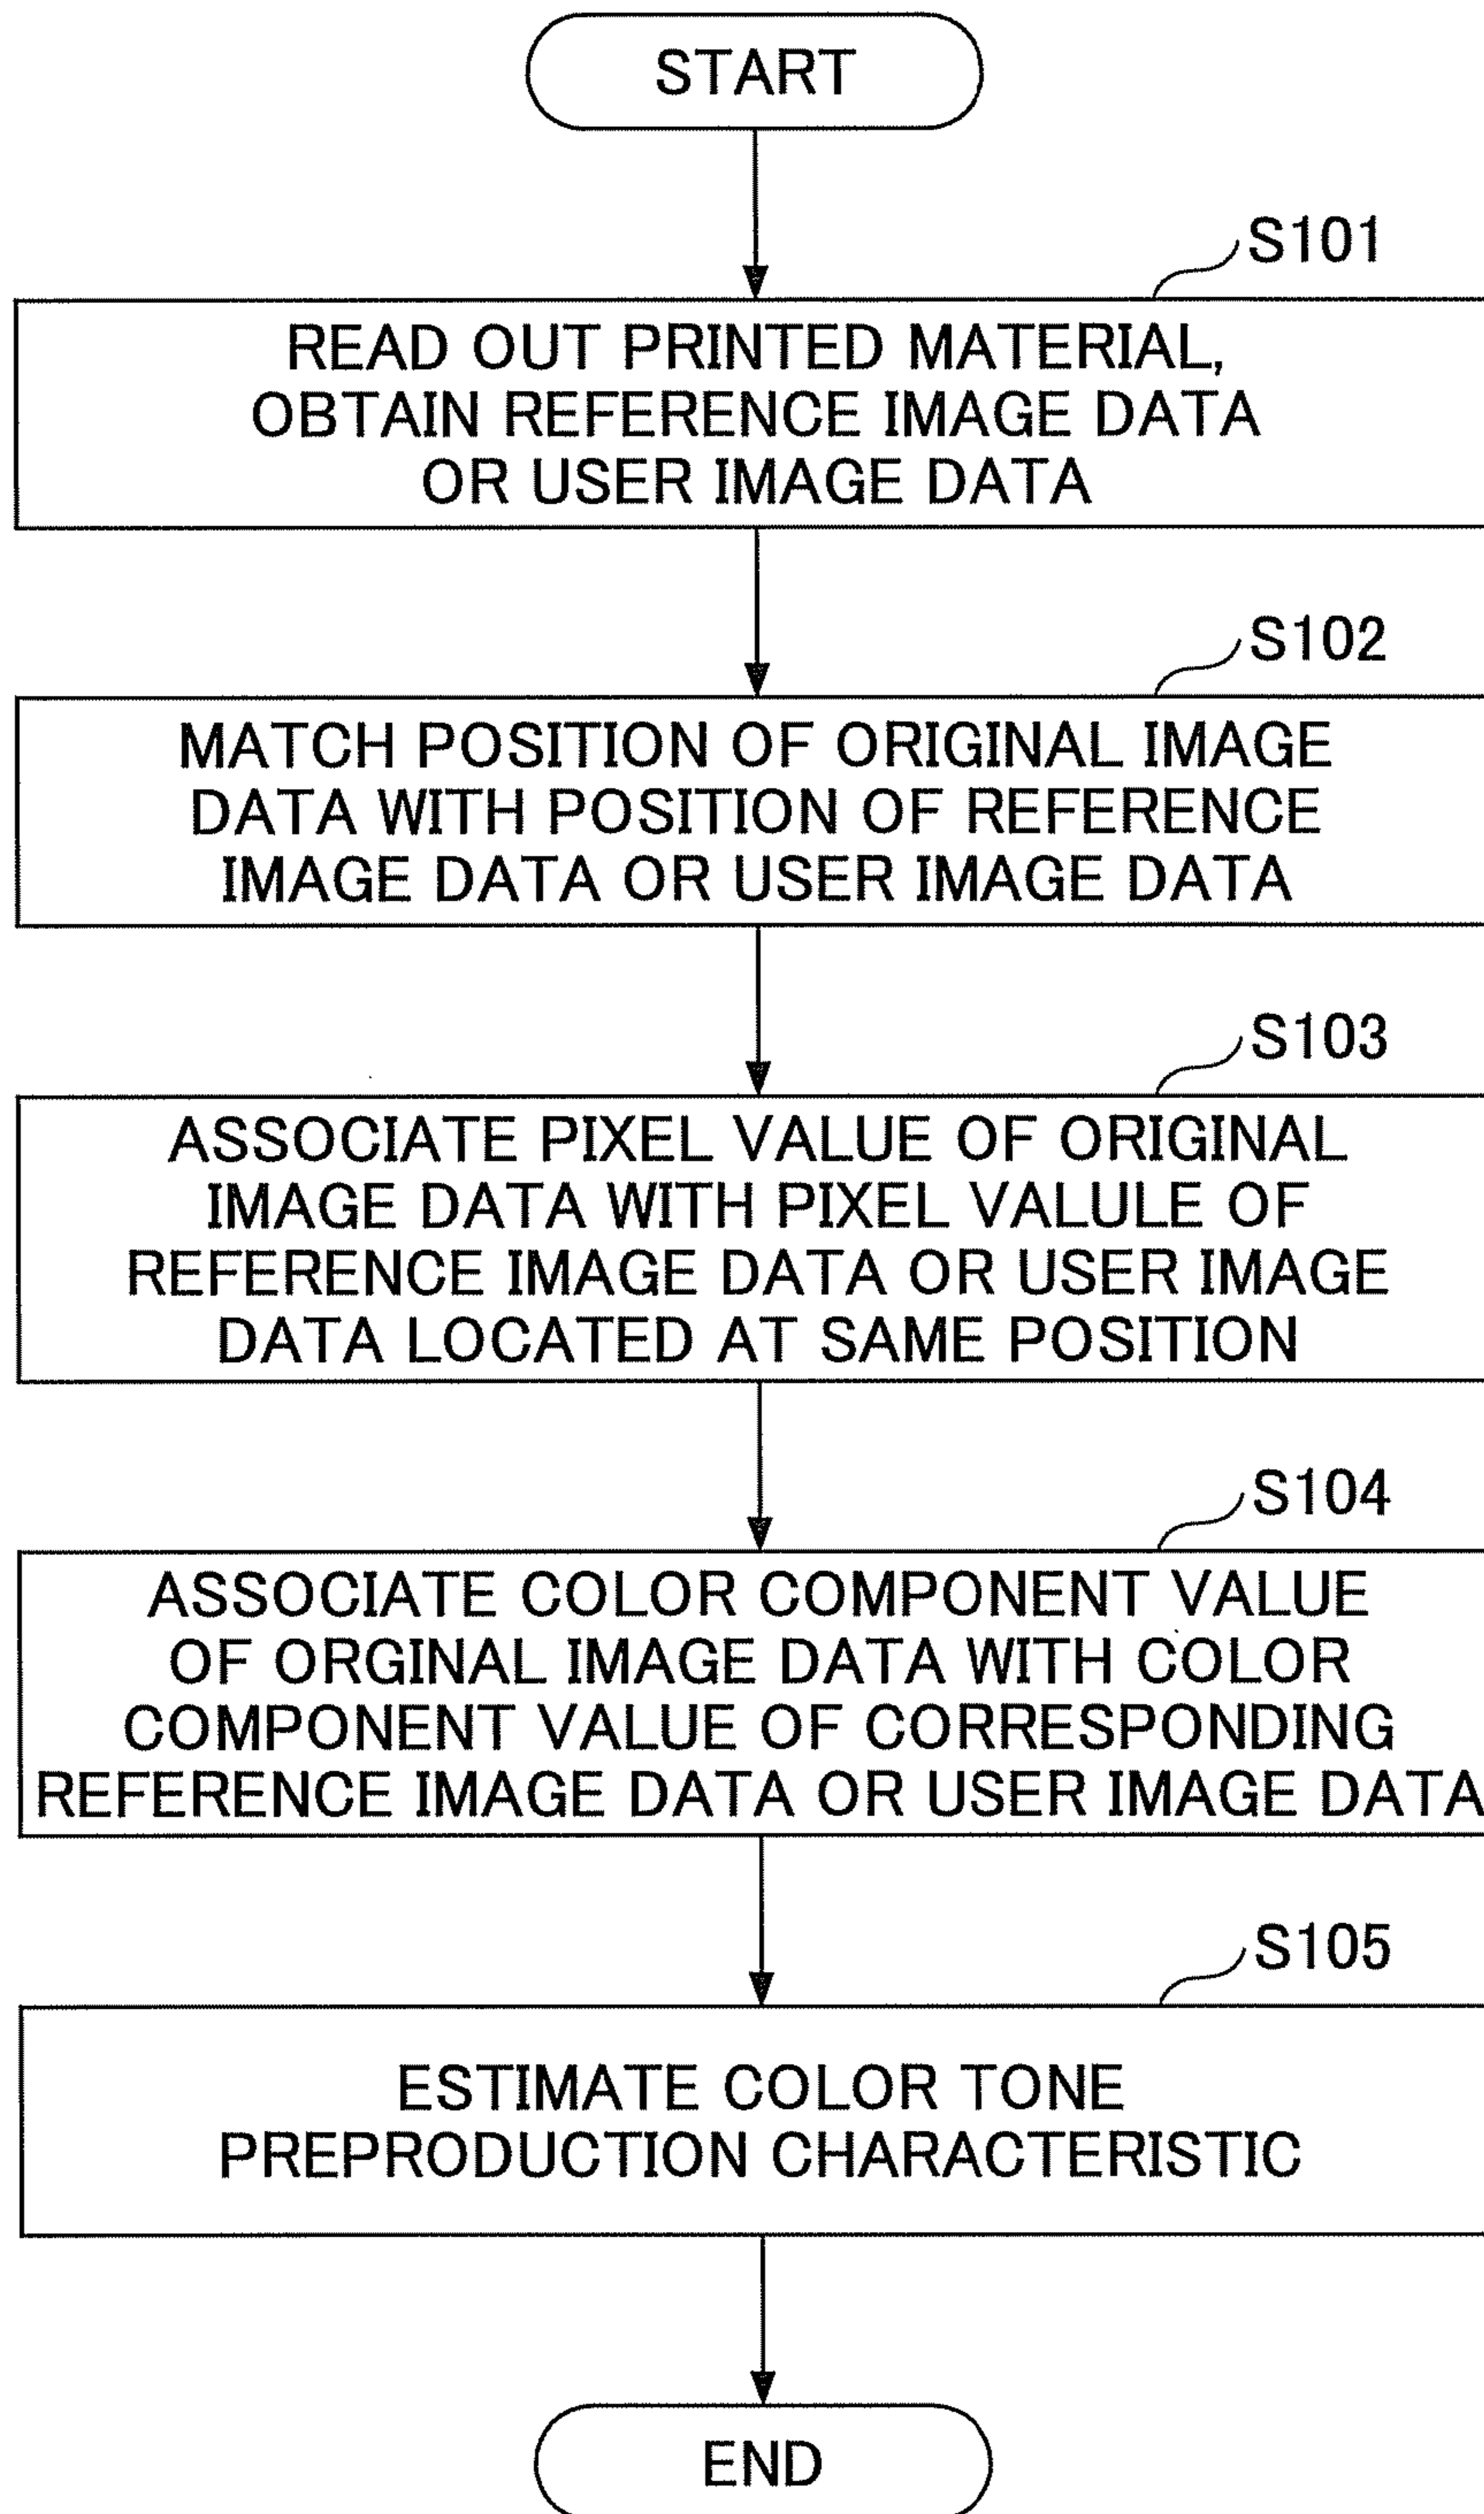 START
S101
READ OUT PRINTED MATERIAL,
OBTAIN REFERENCE IMAGE DATA
OR USER IMAGE DATA
S102
MATCH POSITION OF ORIGINAL IMAGE
DATA WITH POSITION OF REFERENCE
IMAGE DATA OR USER IMAGE DATA
S103
ASSOCIATE PIXEL VALUE OF ORIGINAL
IMAGE DATA WITH PIXEL VALULE OF
REFERENCE IMAGE DATA OR USER IMAGE
DATA LOCATED AT SAME POSITION
S104
ASSOCIATE COLOR COMPONENT VALUE
OF ORGINAL IMAGE DATA WITH COLOR
COMPONENT VALUE OF CORRESPONDING
REFERENCE IMAGE DATA OR USER IMAGE DATA
S105
ESTIMATE COLOR TONE
PREPRODUCTION CHARACTERISTIC
END